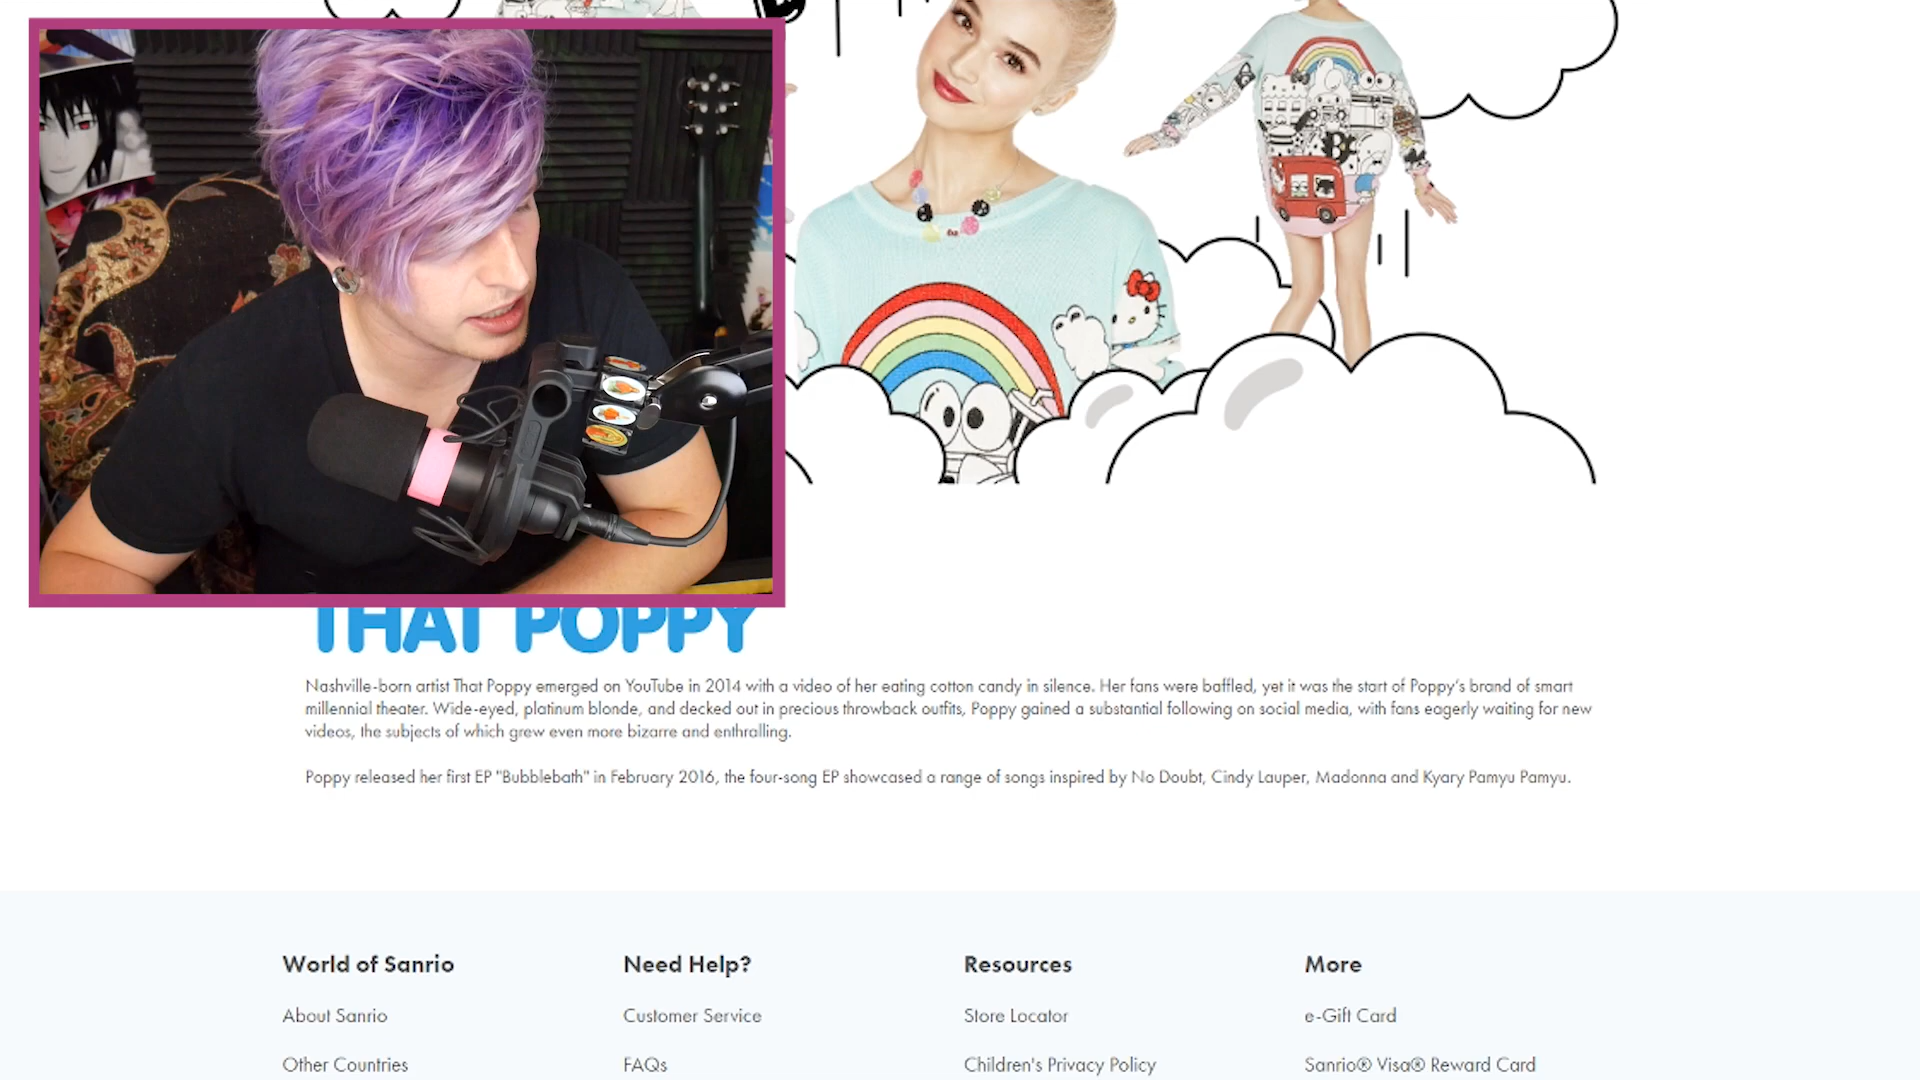 THAT POPPY
Nashville-born artist That Poppy emerged on YouTube in 2014 with a video of her eating cotton candy in silence. Her fans were baffled, yet it was the start of Poppy's brand of smart
millennial theater. Wide-eyed, platinum blonde, and decked out in precious throwback outfits, Poppy gained a substantial following on social media, with fans eagerly waiting for new
videos, the subjects of which grew even more bizarre and enthralling.
Poppy released her first EP "Bubblebath" in February 2016, the four-song EP showcased a range of songs inspired by No Doubt, Cindy Lauper, Madonna and Kyary Pamyu Pamyu.
World of Sanrio
Need Help?
Resources
More
About Sanrio
Customer Service
Store Locator
e-Gift Card
Other Countries
FAQs
Children's Privacy Policy
Sanrio® Visa® Reward Card